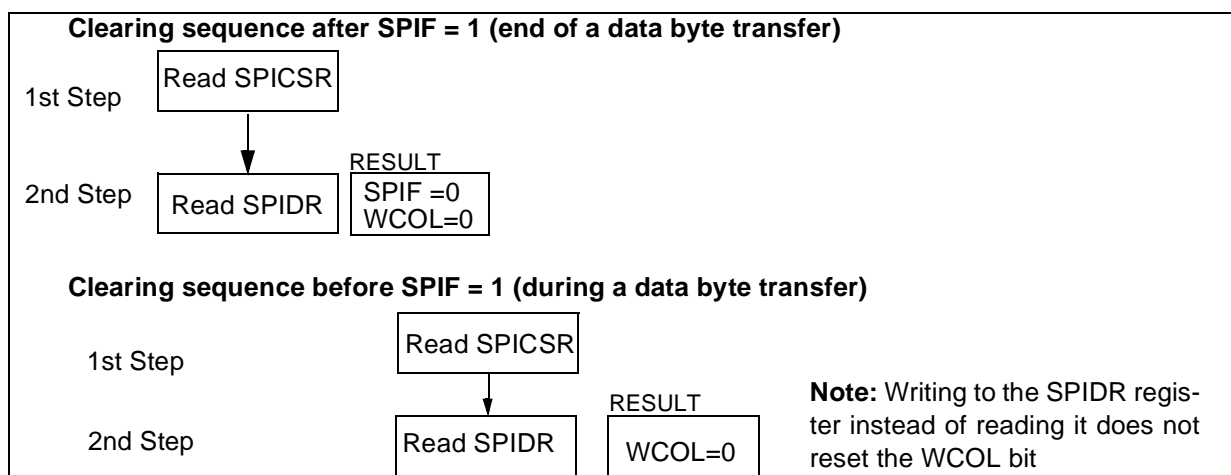 Clearing sequence after SPIF = 1 (end of a data byte transfer)
1st Step
Read SPICSR
RESULT
2nd Step
Read SPIDR
SPIF =0
WCOL=0
Clearing sequence before SPIF = 1 (during a data byte transfer)
1st Step
Read SPICSR
RESULT
2nd Step
Read SPIDR
WCOL=0
Note: Writing to the SPIDR regis-
ter instead of reading it does not
reset the WCOL bit